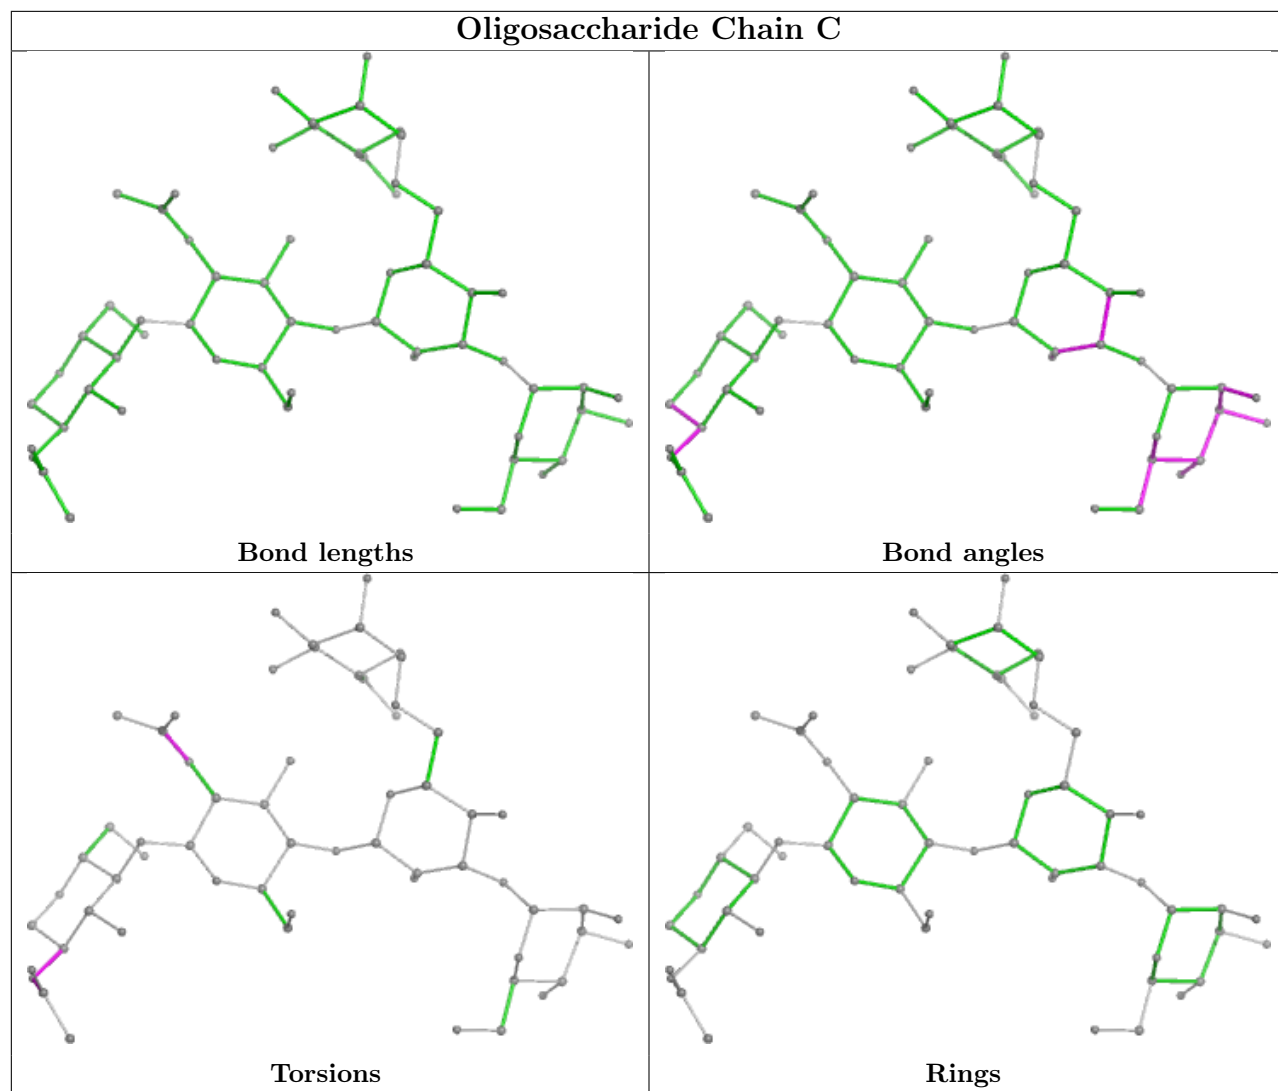 Oligosaccharide Chain C
Bond lengths
Bond angles
Torsions
Rings